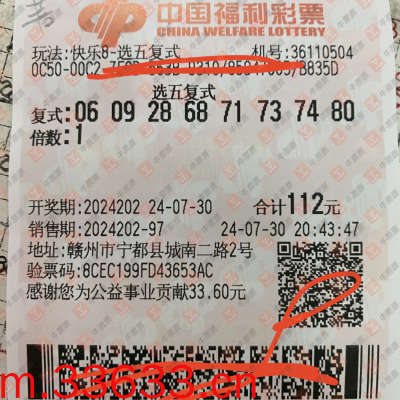 中国福利彩票
CHINA WELFARE LOTTERY
玩法:快乐8-选五复式 机号:36110504
0C50-00C2 B835D
选五复式
复式:06 09 28 68 71 73 74 80
倍数:1
开奖期:2024202 24-07-30 合计112元
销售期:2024202-97 24-07-30 20:43:47
地址:赣州市宁都县城南二路2号
验票码:8CEC199FD43653AC
感谢您为公益事业贡献33.60元
m.33633.cn